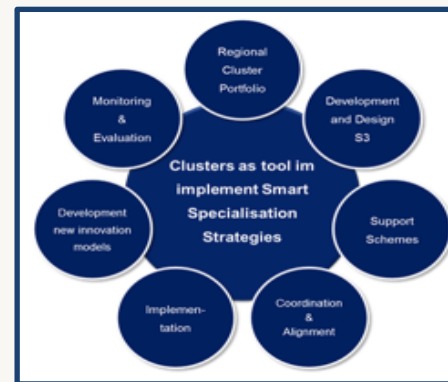 Regional
Cluster
Portfolio
Development
and Design
S3
Support
Schemes
Coordination
&
Alignment
Implemen-
tation
Development
new innovation
models
Monitoring
&
Evaluation
Clusters as tool im
implement Smart
Specialisation
Strategies